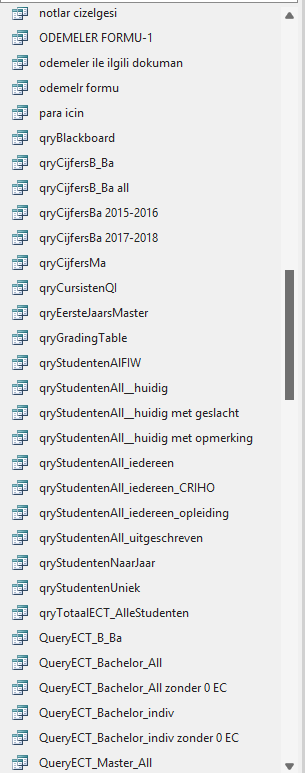 notlar cizelgesi
ODEMELER FORMU-1
odemeler ile ilgili dokuman
odemelr formu
para icin
qryBlackboard
qryCijfersB_Ba
qryCijfersB_Ba all
qryCijfersBa 2015-2016
qryCijfersBa 2017-2018
qryCijfersMa
qryCursistenQI
qryEersteJaarsMaster
qryGradingTable
qryStudentenAIFIW
qryStudentenAll__huidig
qryStudentenAll__huidig met geslacht
qryStudentenAll__huidig met opmerking
qryStudentenAll_iedereen
qryStudentenAll_iedereen_CRIHO
qryStudentenAll_iedereen_opleiding
qryStudentenAll_uitgeschreven
qryStudentenNaarJaar
qryStudentenUniek
qryTotaalECT_AlleStudenten
QueryECT_B_Ba
QueryECT_Bachelor_All
QueryECT_Bachelor_All zonder 0 EC
QueryECT_Bachelor_indiv
QueryECT_Bachelor_indiv zonder 0 EC
QueryECT_Master_All